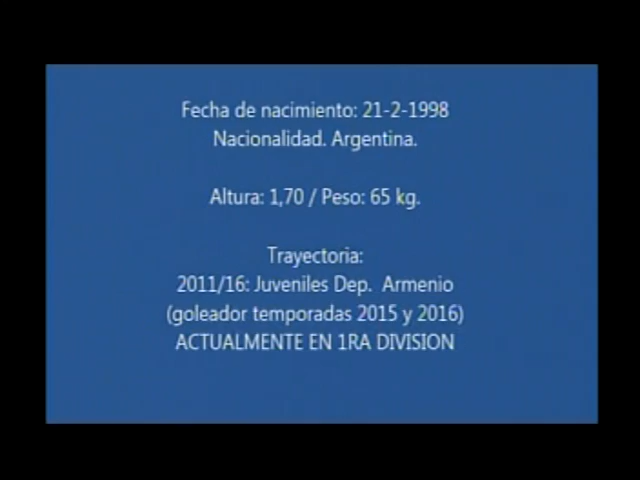 Fecha de nacimiento: 21-2-1998
Nacionalidad. Argentina.
Altura: 1,70 / Peso: 65 kg.
Trayectoria:
2011/16: Juveniles Dep. Armenio
(goleador temporadas 2015 y 2016)
ACTUALMENTE EN 1RA DIVISION